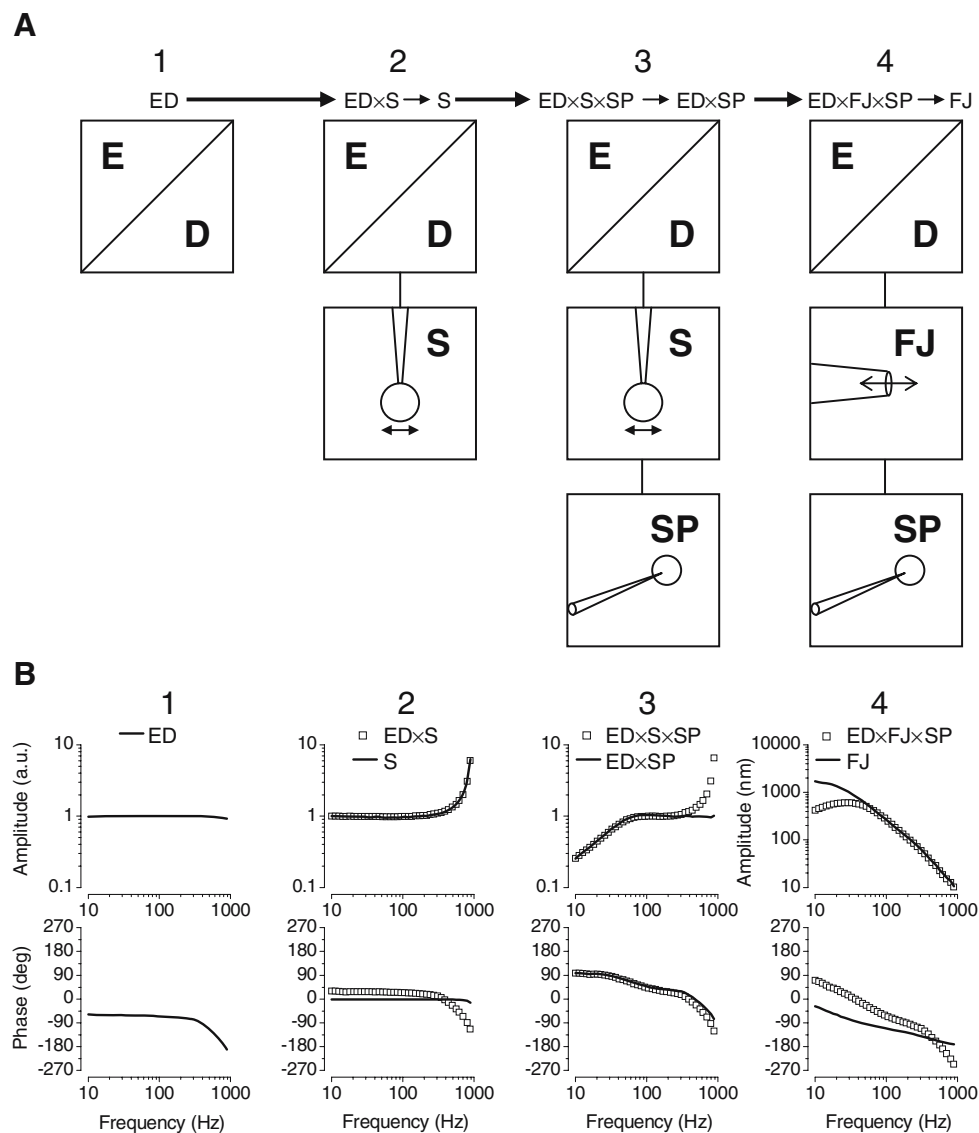 A
1 2 3 4
ED ED×S → S ED×S×SP → ED×SP ED×FJ×SP → FJ
E E E E
D D D D
S S FJ
SP SP
B
1 2 3 4
ED ED×S ED×S×SP ED×FJ×SP
S ED×SP FJ
Amplitude (a.u.) Amplitude (nm)
10 10 10 10000
1 1 1 1000
100
0.1 0.1 0.1 10
10 100 1000 10 100 1000 10 100 1000 10 100 1000
Phase (deg)
270 270 270 270
180 180 180 180
90 90 90 90
0 0 0 0
-90 -90 -90 -90
-180 -180 -180 -180
-270 -270 -270 -270
10 100 1000 10 100 1000 10 100 1000 10 100 1000
Frequency (Hz) Frequency (Hz) Frequency (Hz) Frequency (Hz)